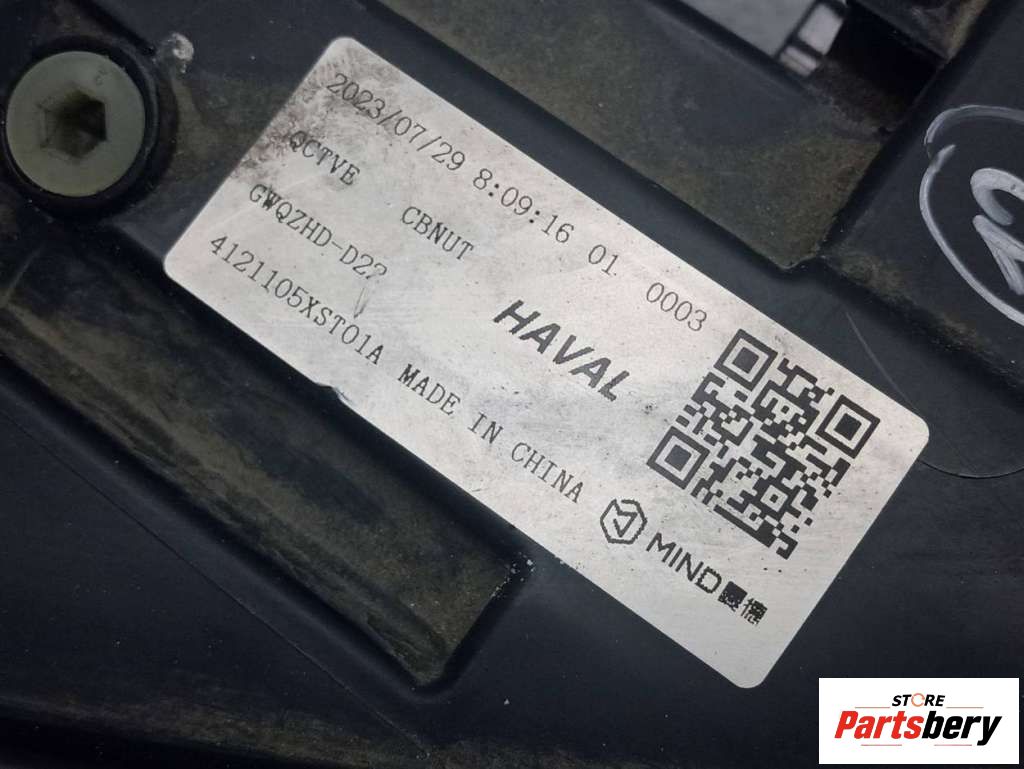 2023/07/29 8:09:16 01 0003
QCTVE CBNUT
GWQZHD-D22
4121105XST01A MADE IN CHINA
HAVAL
MIND
STORE
Partsbery